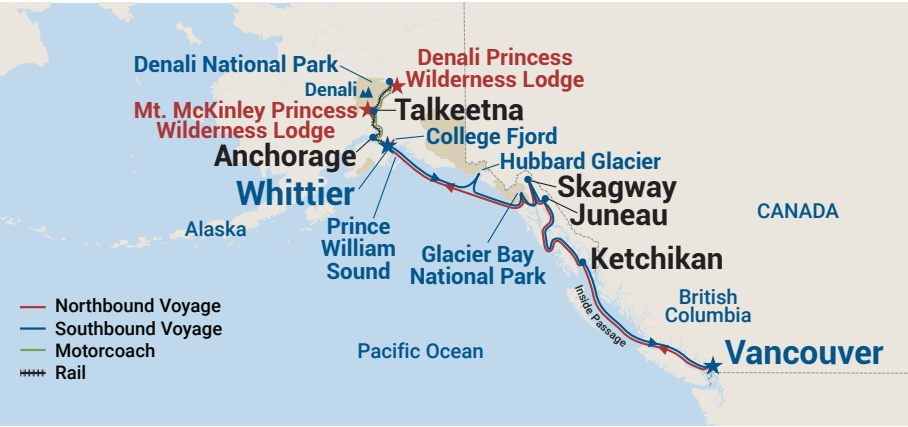 Denali National Park
Denali Princess
Wilderness Lodge
Denali
Mt. McKinley Princess
Wilderness Lodge
Talkeetna
College Fjord
Anchorage
Hubbard Glacier
Whittier
Skagway
Juneau
CANADA
Alaska
Prince
William
Sound
Glacier Bay
National Park
Ketchikan
Inside Passage
British
Columbia
Northbound Voyage
Southbound Voyage
Motorcoach
Rail
Pacific Ocean
Vancouver